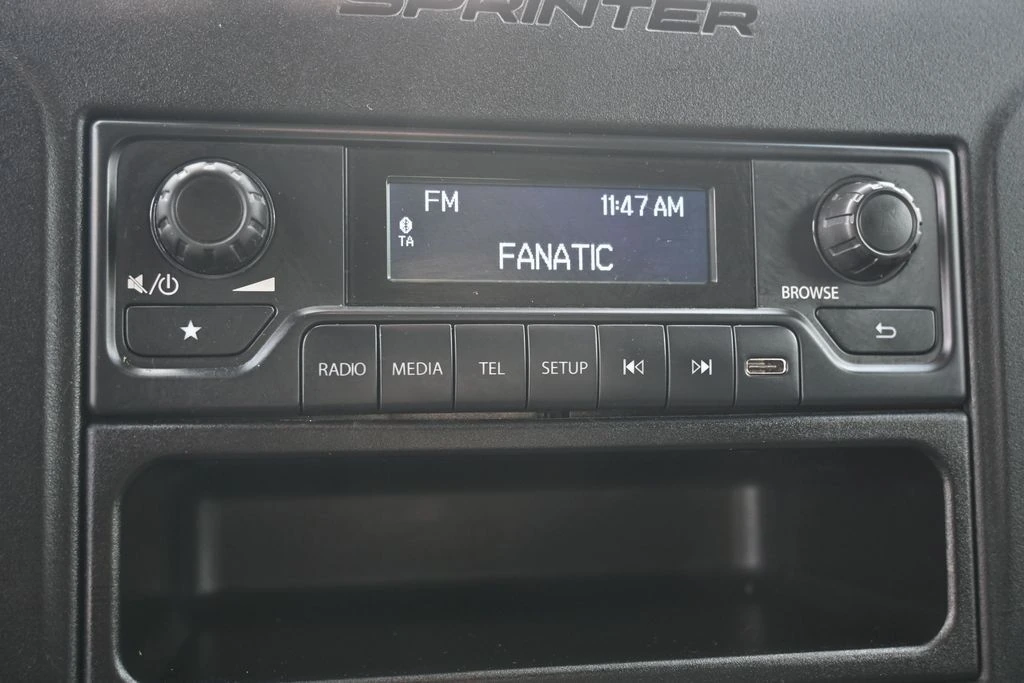 SPRINTER
FM 11:47 AM
TA
FANATIC
BROWSE
RADIO MEDIA TEL SETUP